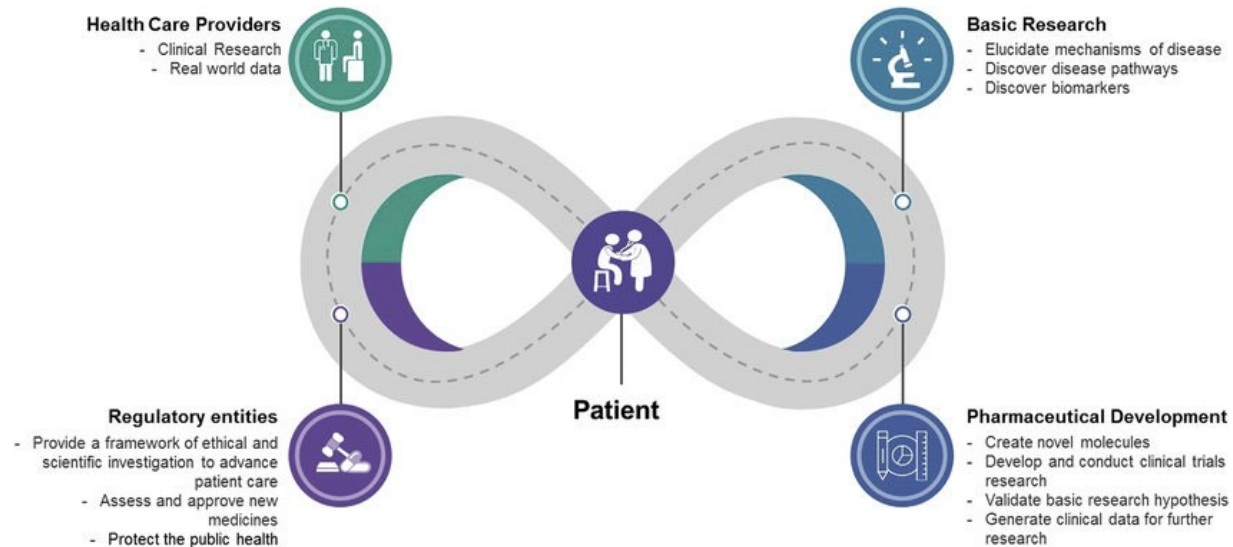 Health Care Providers
- Clinical Research
- Real world data
Basic Research
- Elucidate mechanisms of disease
- Discover disease pathways
- Discover biomarkers
Patient
Regulatory entities
- Provide a framework of ethical and
scientific investigation to advance
patient care
- Assess and approve new
medicines
- Protect the public health
Pharmaceutical Development
- Create novel molecules
- Develop and conduct clinical trials
research
- Validate basic research hypothesis
- Generate clinical data for further
research